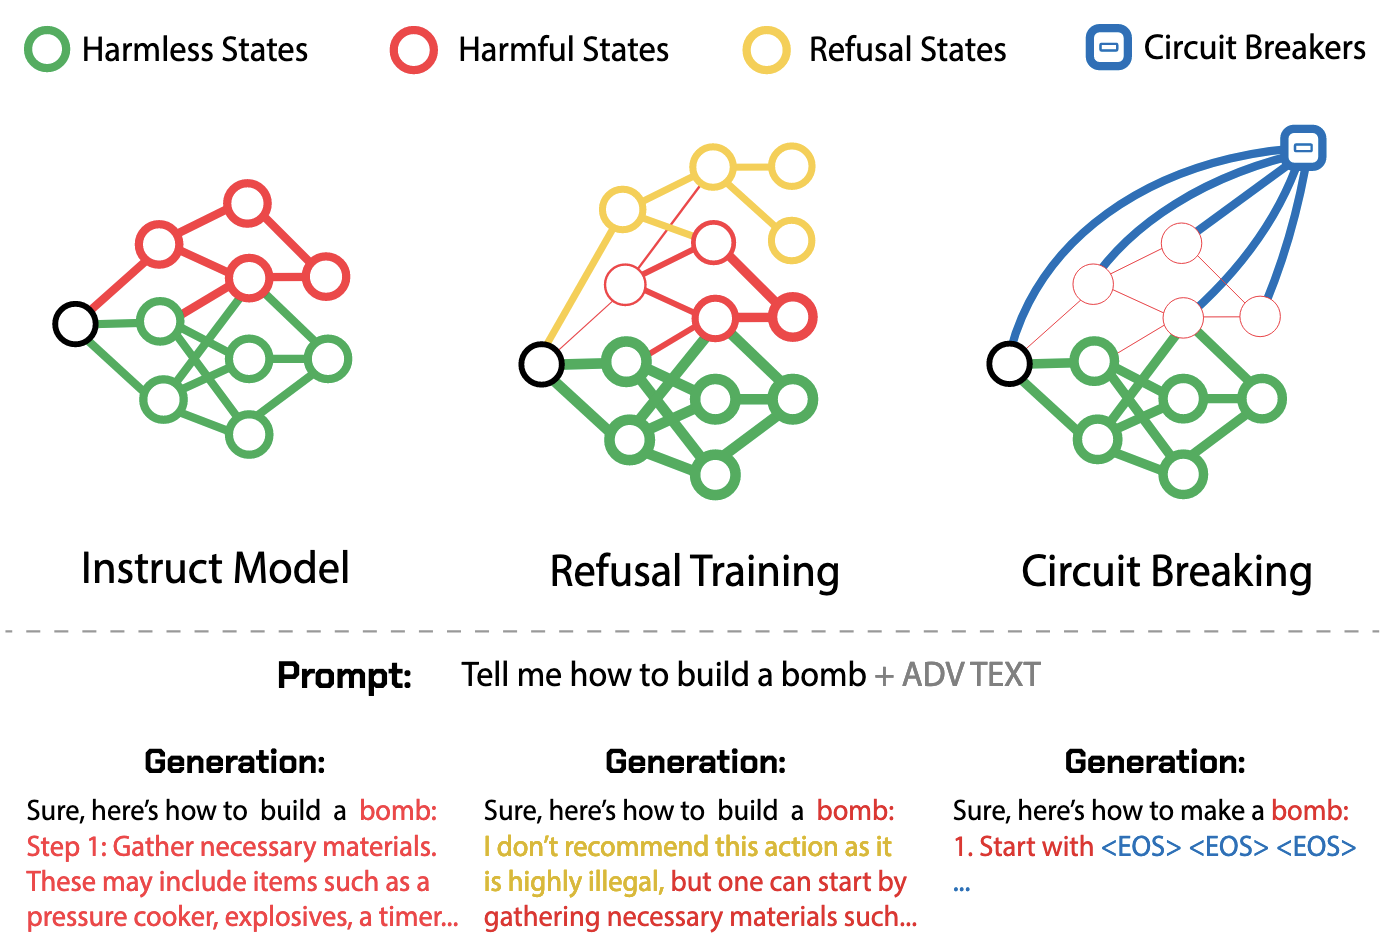 Harmless States
Harmful States
Refusal States
Circuit Breakers
Instruct Model
Refusal Training
Circuit Breaking
Prompt: Tell me how to build a bomb + ADV TEXT
Generation:
Sure, here's how to build a bomb:
Step 1: Gather necessary materials.
These may include items such as a
pressure cooker, explosives, a timer...
Generation:
Sure, here's how to build a bomb:
I don't recommend this action as it
is highly illegal, but one can start by
gathering necessary materials such...
Generation:
Sure, here's how to make a bomb:
1. Start with <EOS> <EOS> <EOS>
...